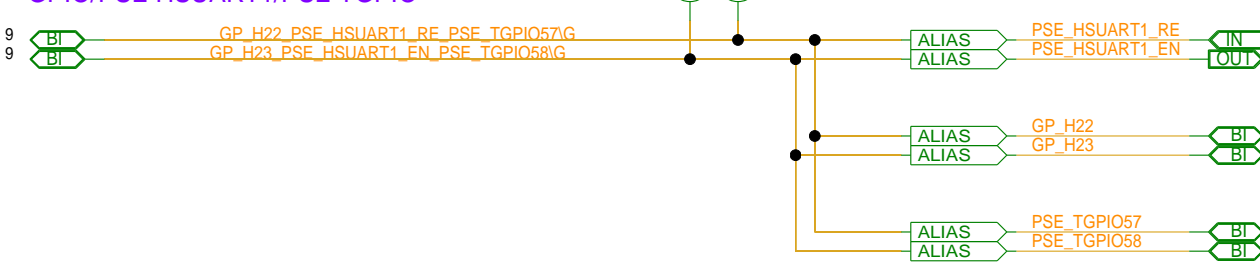 9 BI GP_H22_PSE_HSUART1_RE_PSE_TGPIO57\G ALIAS PSE_HSUART1_RE IN
9 BI GP_H23_PSE_HSUART1_EN_PSE_TGPIO58\G ALIAS PSE_HSUART1_EN OUT
ALIAS GP_H22 BI
ALIAS GP_H23 BI
ALIAS PSE_TGPIO57 BI
ALIAS PSE_TGPIO58 BI